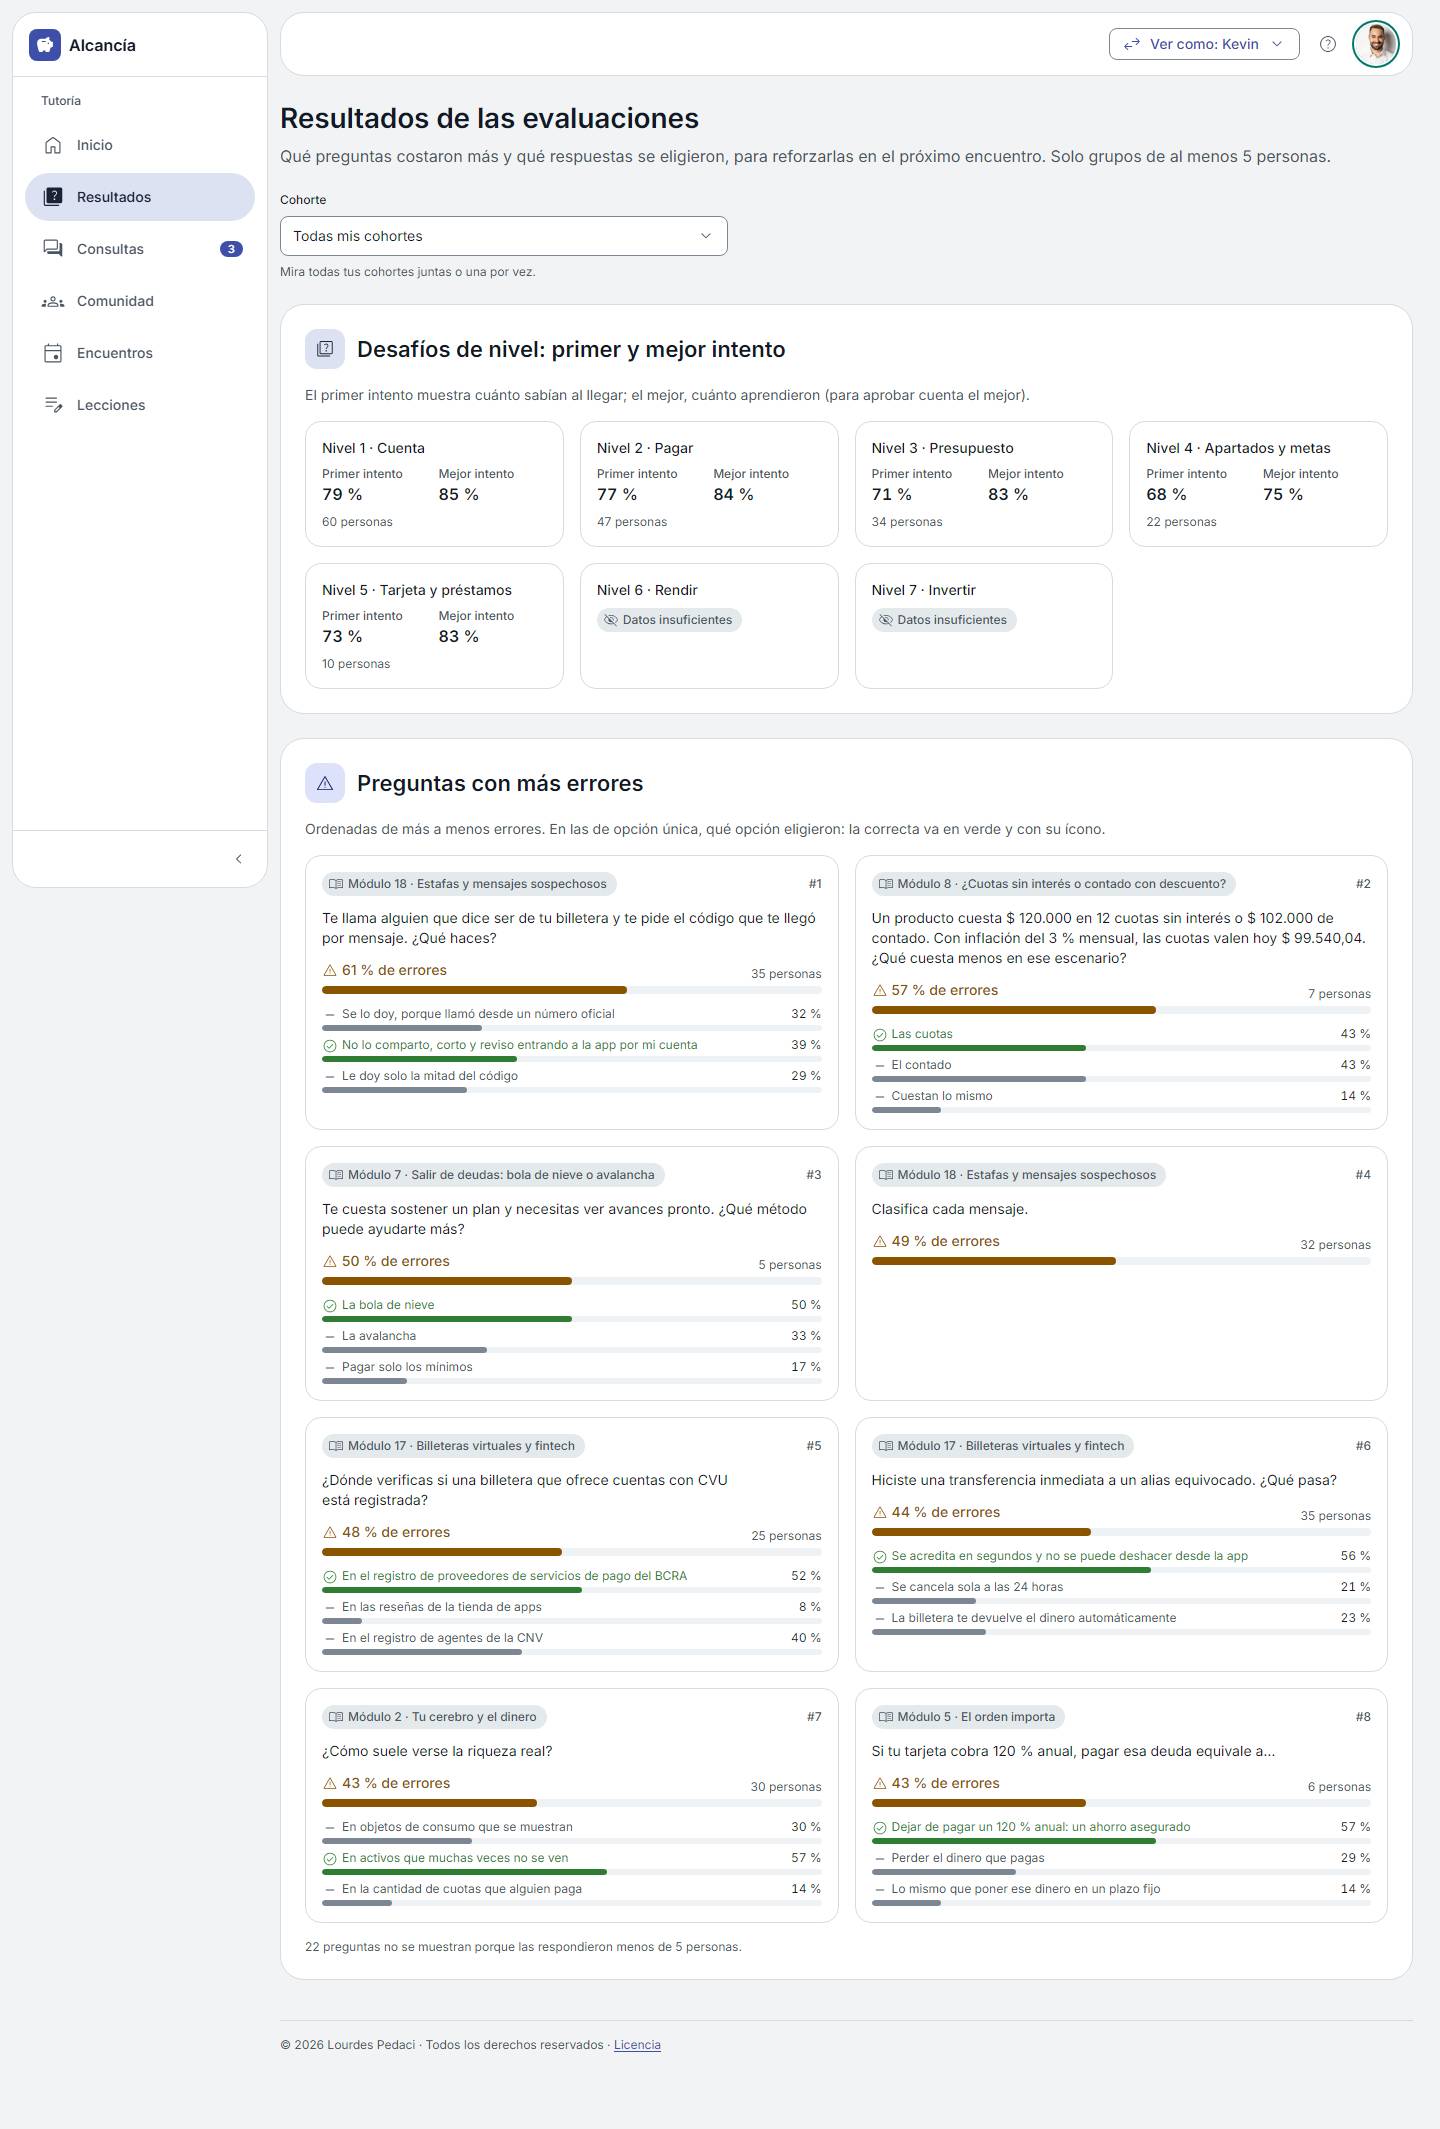 Alcancía
Ver como: Kevin
Tutoría
Inicio
Resultados
Consultas
3
Comunidad
Encuentros
Lecciones
Resultados de las evaluaciones
Qué preguntas costaron más y qué respuestas se eligieron, para reforzarlas en el próximo encuentro. Solo grupos de al menos 5 personas.
Cohorte
Todas mis cohortes
Mira todas tus cohortes juntas o una por vez.
Desafíos de nivel: primer y mejor intento
El primer intento muestra cuánto sabían al llegar; el mejor, cuánto aprendieron (para aprobar cuenta el mejor).
Nivel 1 · Cuenta
Primer intento Mejor intento
79 % 85 %
60 personas
Nivel 2 · Pagar
Primer intento Mejor intento
77 % 84 %
47 personas
Nivel 3 · Presupuesto
Primer intento Mejor intento
71 % 83 %
34 personas
Nivel 4 · Apartados y metas
Primer intento Mejor intento
68 % 75 %
22 personas
Nivel 5 · Tarjeta y préstamos
Primer intento Mejor intento
73 % 83 %
10 personas
Nivel 6 · Rendir
Datos insuficientes
Nivel 7 · Invertir
Datos insuficientes
Preguntas con más errores
Ordenadas de más a menos errores. En las de opción única, qué opción eligieron: la correcta va en verde y con su ícono.
Módulo 18 · Estafas y mensajes sospechosos #1
Te llama alguien que dice ser de tu billetera y te pide el código que te llegó
por mensaje. ¿Qué haces?
61 % de errores 35 personas
Se lo doy, porque llamó desde un número oficial 32 %
No lo comparto, corto y reviso entrando a la app por mi cuenta 39 %
Le doy solo la mitad del código 29 %
Módulo 8 · ¿Cuotas sin interés o contado con descuento? #2
Un producto cuesta $ 120.000 en 12 cuotas sin interés o $ 102.000 de
contado. Con inflación del 3 % mensual, las cuotas valen hoy $ 99.540,04.
¿Qué cuesta menos en ese escenario?
57 % de errores 7 personas
Las cuotas 43 %
El contado 43 %
Cuestan lo mismo 14 %
Módulo 7 · Salir de deudas: bola de nieve o avalancha #3
Te cuesta sostener un plan y necesitas ver avances pronto. ¿Qué método
puede ayudarte más?
50 % de errores 5 personas
La bola de nieve 50 %
La avalancha 33 %
Pagar solo los mínimos 17 %
Módulo 18 · Estafas y mensajes sospechosos #4
Clasifica cada mensaje.
49 % de errores 32 personas
Módulo 17 · Billeteras virtuales y fintech #5
¿Dónde verificas si una billetera que ofrece cuentas con CVU
está registrada?
48 % de errores 25 personas
En el registro de proveedores de servicios de pago del BCRA 52 %
En las reseñas de la tienda de apps 8 %
En el registro de agentes de la CNV 40 %
Módulo 17 · Billeteras virtuales y fintech #6
Hiciste una transferencia inmediata a un alias equivocado. ¿Qué pasa?
44 % de errores 35 personas
Se acredita en segundos y no se puede deshacer desde la app 56 %
Se cancela sola a las 24 horas 21 %
La billetera te devuelve el dinero automáticamente 23 %
Módulo 2 · Tu cerebro y el dinero #7
¿Cómo suele verse la riqueza real?
43 % de errores 30 personas
En objetos de consumo que se muestran 30 %
En activos que muchas veces no se ven 57 %
En la cantidad de cuotas que alguien paga 14 %
Módulo 5 · El orden importa #8
Si tu tarjeta cobra 120 % anual, pagar esa deuda equivale a…
43 % de errores 6 personas
Dejar de pagar un 120 % anual: un ahorro asegurado 57 %
Perder el dinero que pagas 29 %
Lo mismo que poner ese dinero en un plazo fijo 14 %
22 preguntas no se muestran porque las respondieron menos de 5 personas.
© 2026 Lourdes Pedaci · Todos los derechos reservados · Licencia